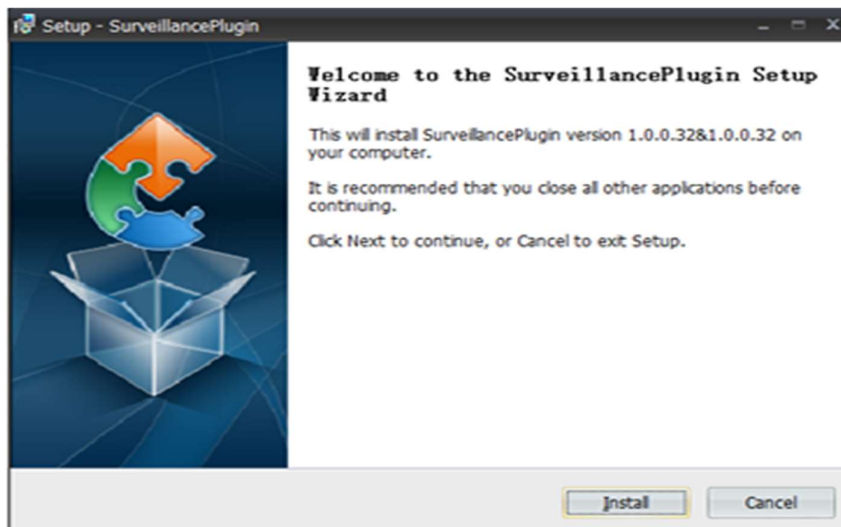 Setup - SurveillancePlugin
Welcome to the SurveillancePlugin Setup
Wizard
This will install SurveillancePlugin version 1.0.0.32&1.0.0.32 on
your computer.
It is recommended that you close all other applications before
continuing.
Click Next to continue, or Cancel to exit Setup.
Install
Cancel